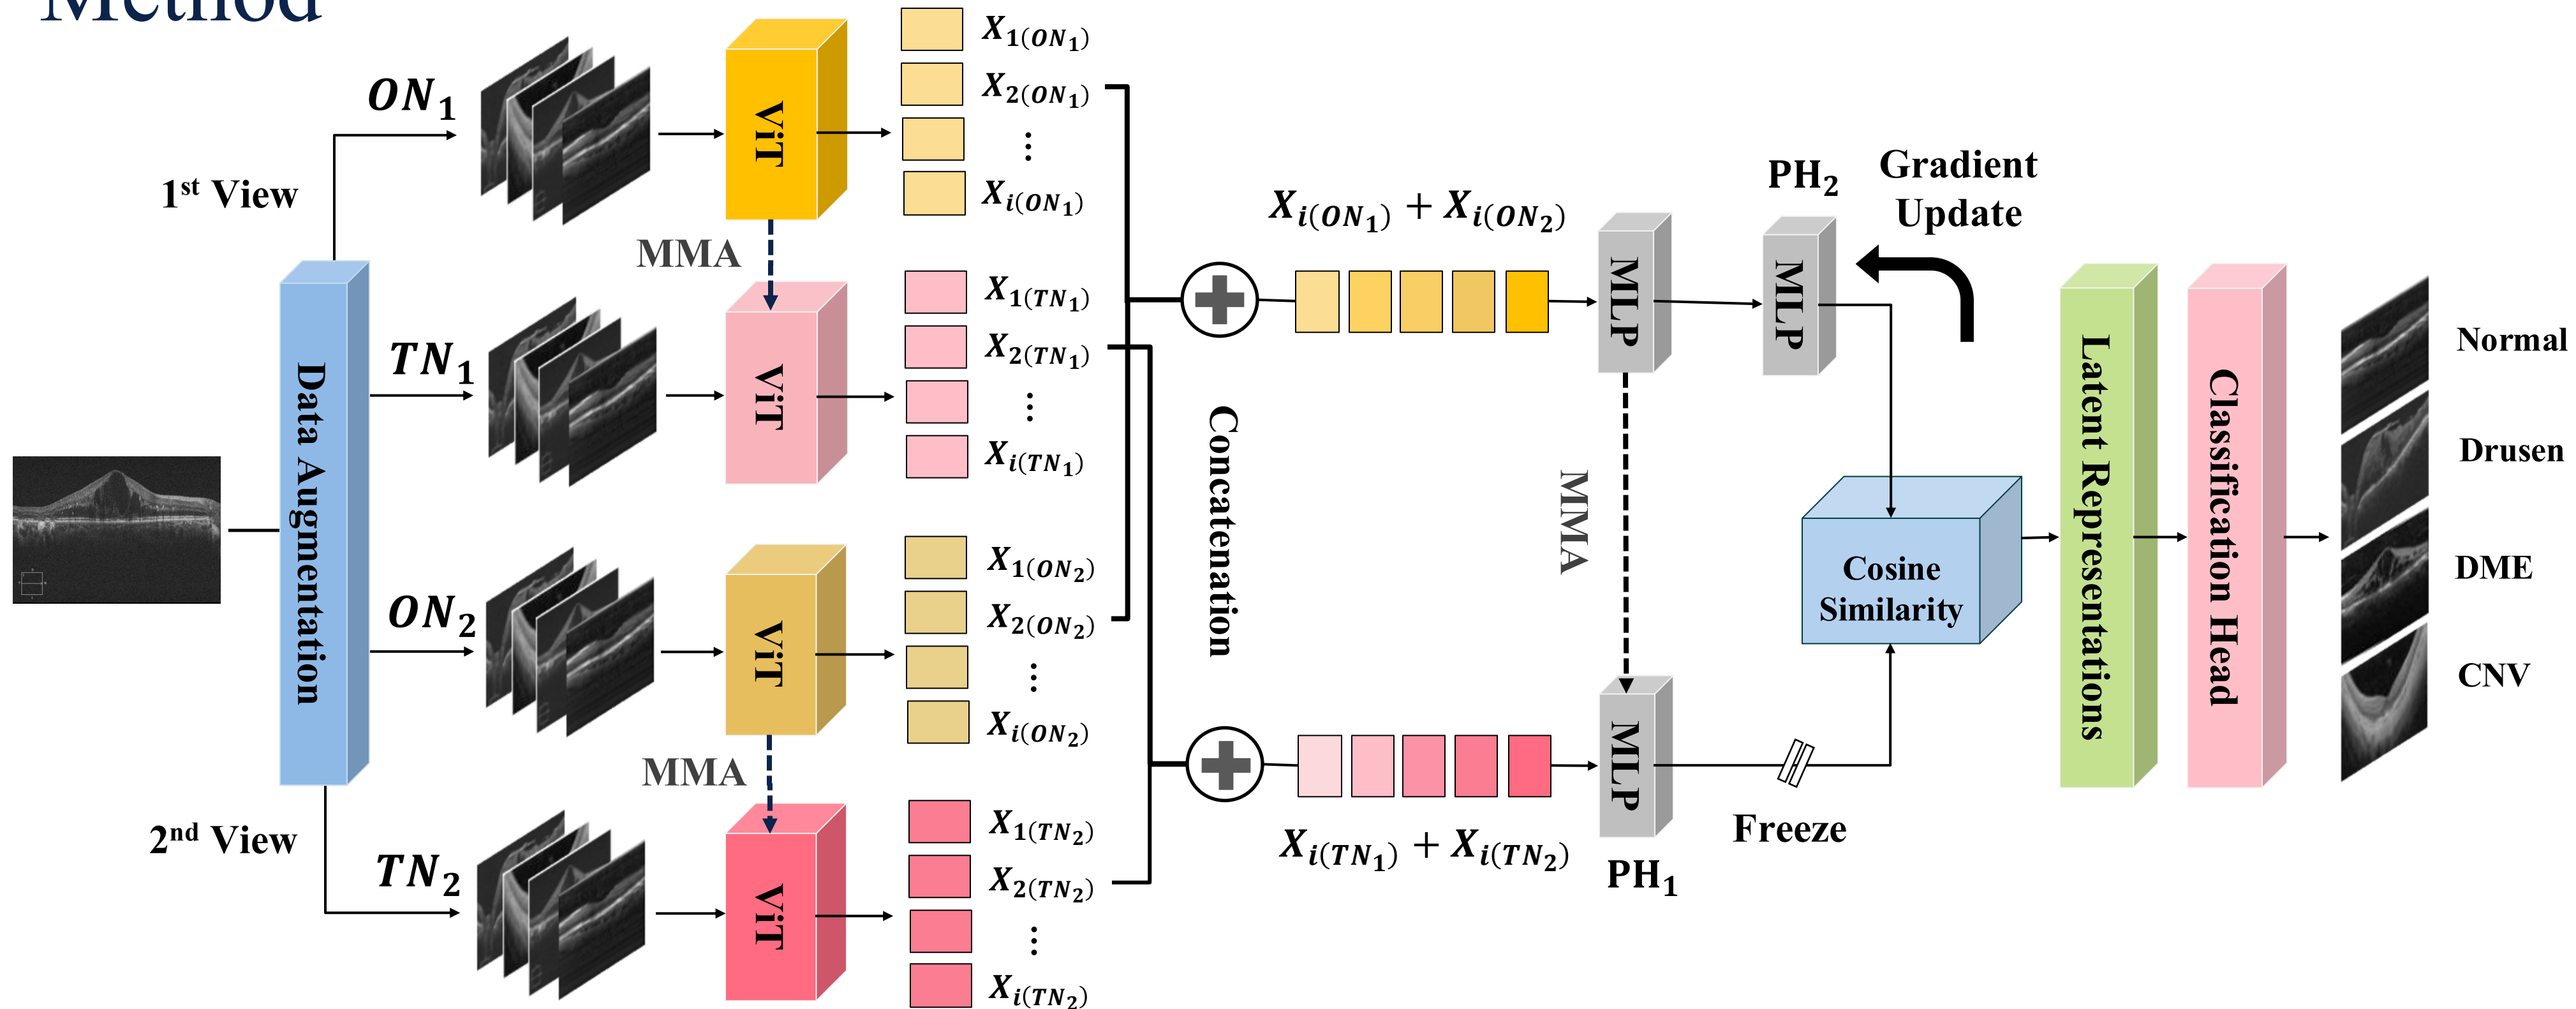 Method
1st View
2nd View
Data Augmentation
ON1
TN1
ON2
TN2
ViT
MMA
ViT
ViT
MMA
ViT
X1(ON1)
X2(ON1)
⋮
Xi(ON1)
X1(TN1)
X2(TN1)
⋮
Xi(TN1)
X1(ON2)
X2(ON2)
⋮
Xi(ON2)
X1(TN2)
X2(TN2)
⋮
Xi(TN2)
Concatenation
Xi(ON1) + Xi(ON2)
Xi(TN1) + Xi(TN2)
MLP
MMA
MLP
PH1
PH2
MLP
Gradient
Update
Freeze
Cosine
Similarity
Latent Representations
Classification Head
Normal
Drusen
DME
CNV